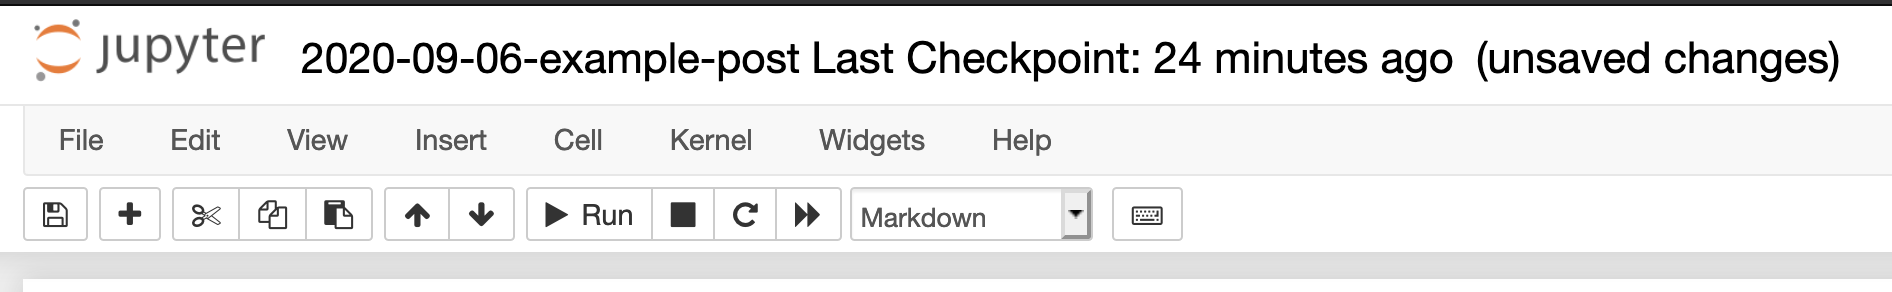 jupyter 2020-09-06-example-post Last Checkpoint: 24 minutes ago (unsaved changes)
File Edit View Insert Cell Kernel Widgets Help
Run Markdown